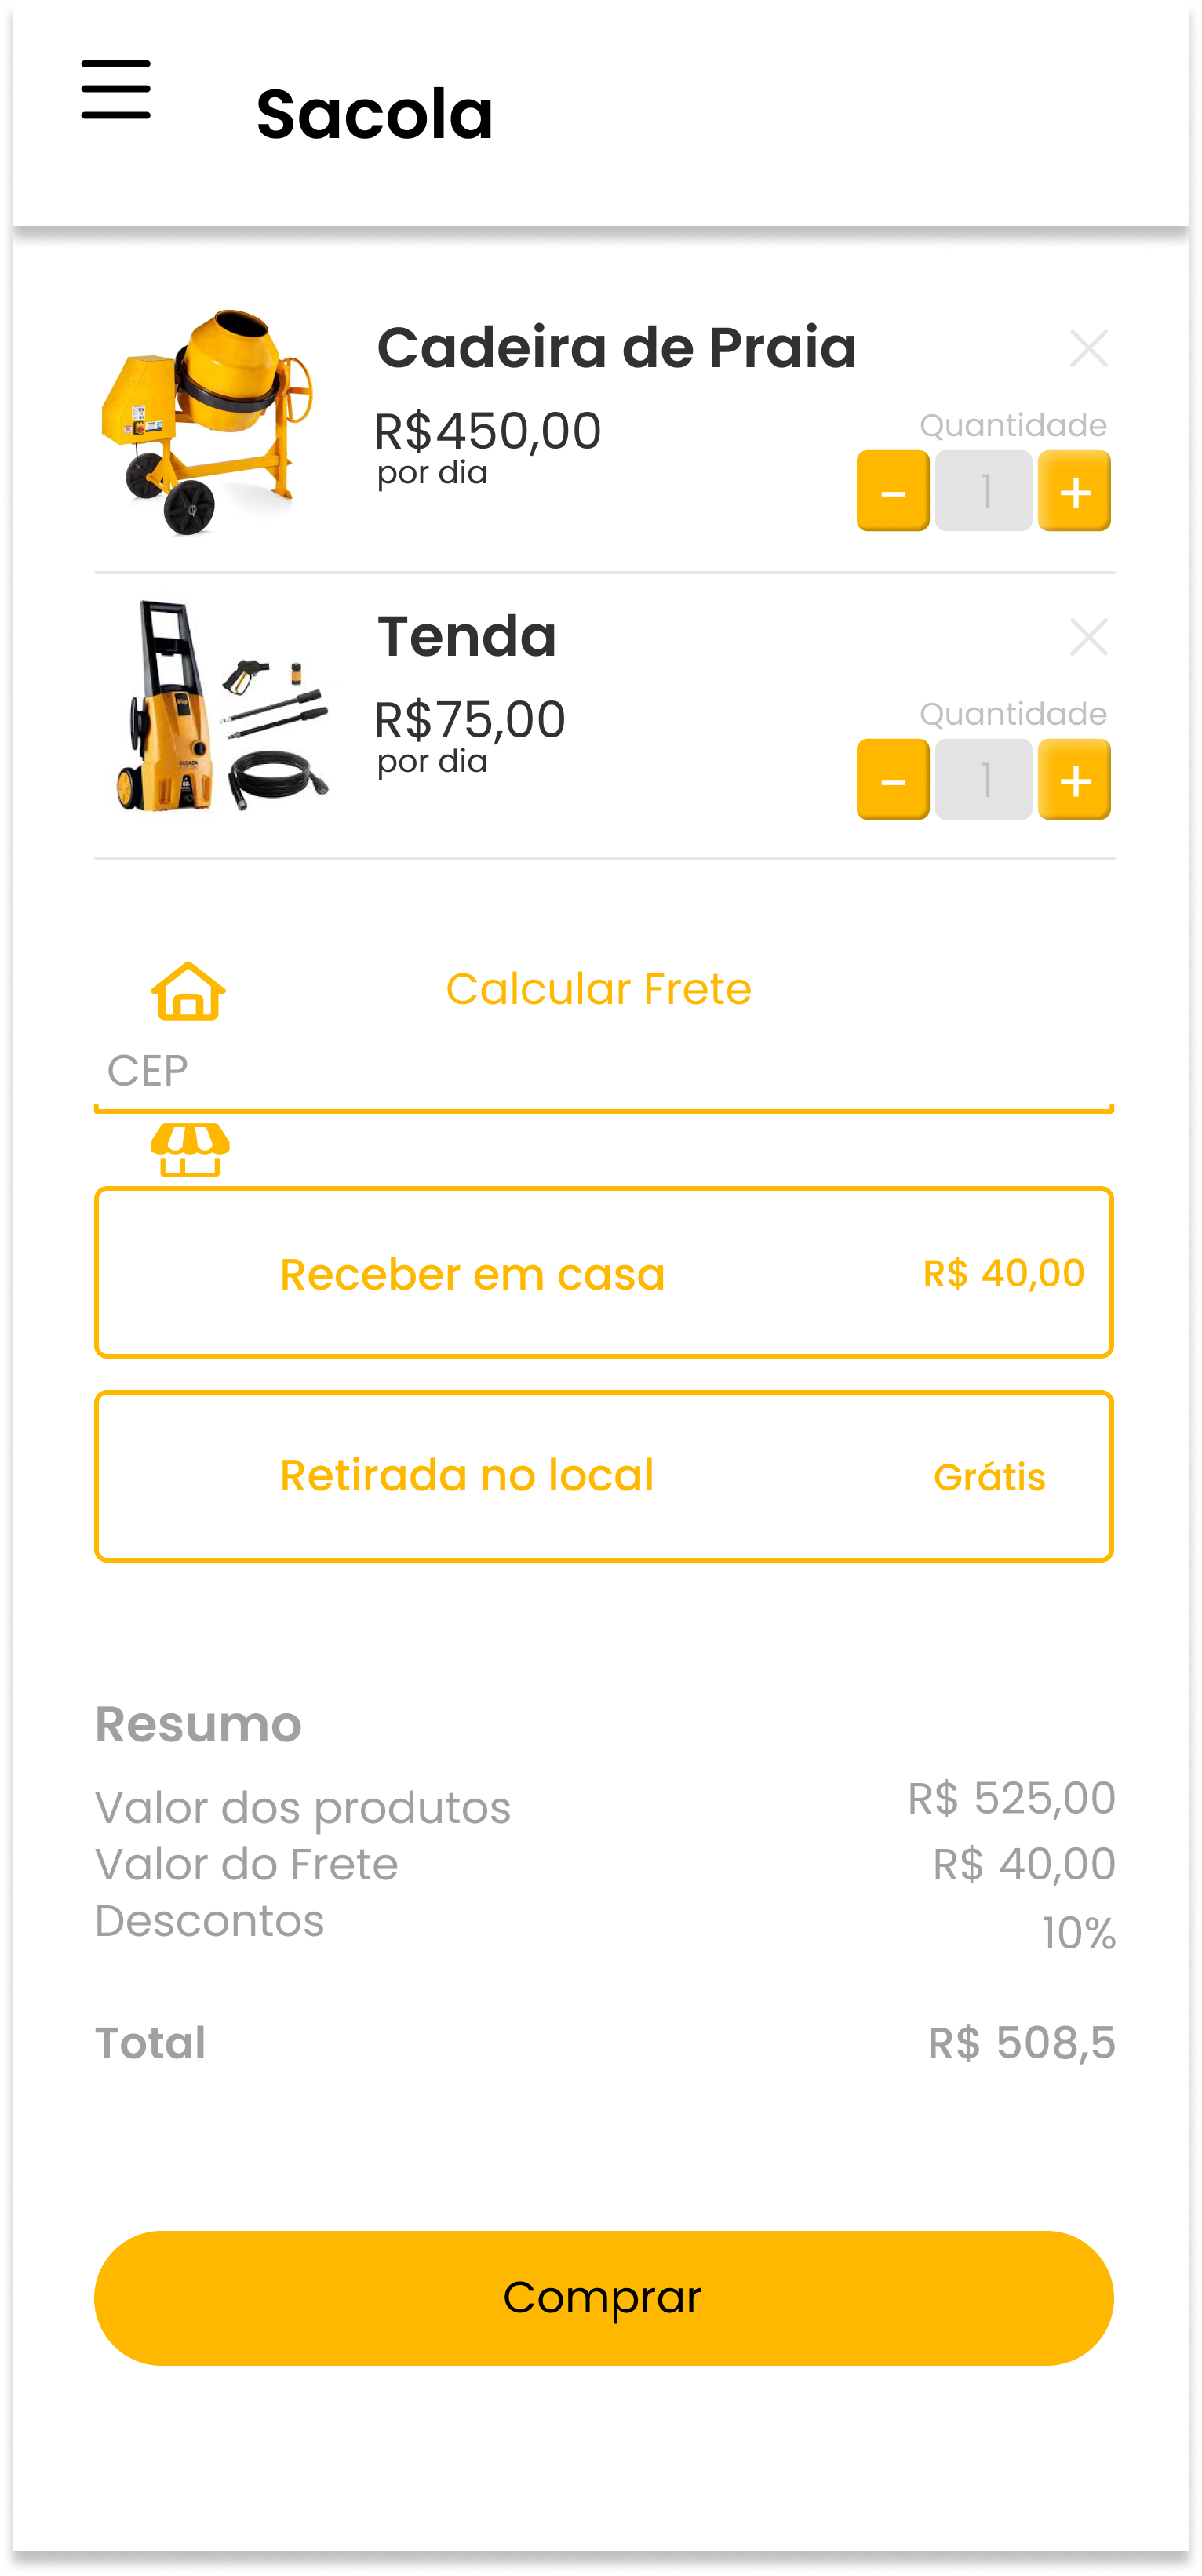 Sacola
Cadeira de Praia
R$450,00
por dia
Quantidade
- 1 +
Tenda
R$75,00
por dia
Quantidade
- 1 +
Calcular Frete
CEP
Receber em casa R$ 40,00
Retirada no local Grátis
Resumo
Valor dos produtos R$ 525,00
Valor do Frete R$ 40,00
Descontos 10%
Total R$ 508,5
Comprar